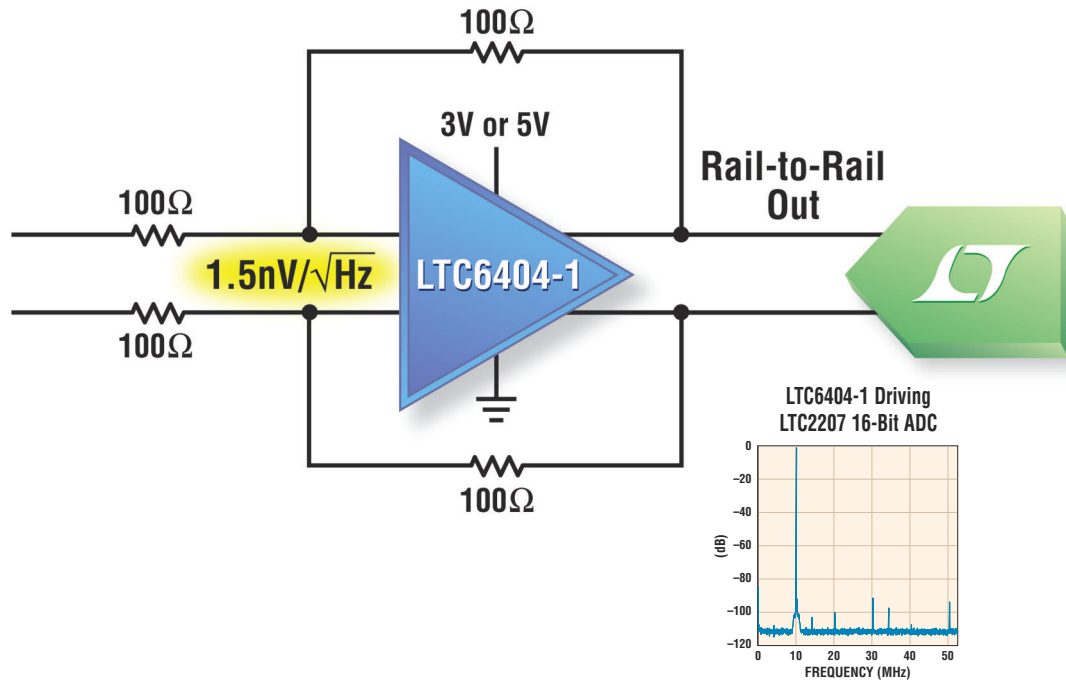 100Ω
3V or 5V
Rail-to-Rail
Out
100Ω
1.5nV/√Hz
LTC6404-1
100Ω
100Ω
LTC6404-1 Driving
LTC2207 16-Bit ADC
0
–20
–40
–60
–80
–100
–120
(dB)
0 10 20 30 40 50
FREQUENCY (MHz)